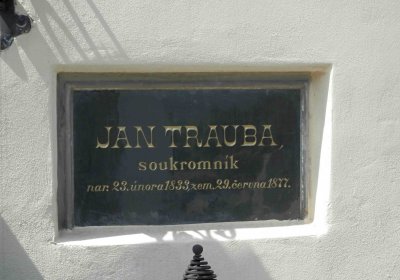 JAN TRAUBA,
soukromník
nar. 23. února 1833, zem. 29. června 1877.